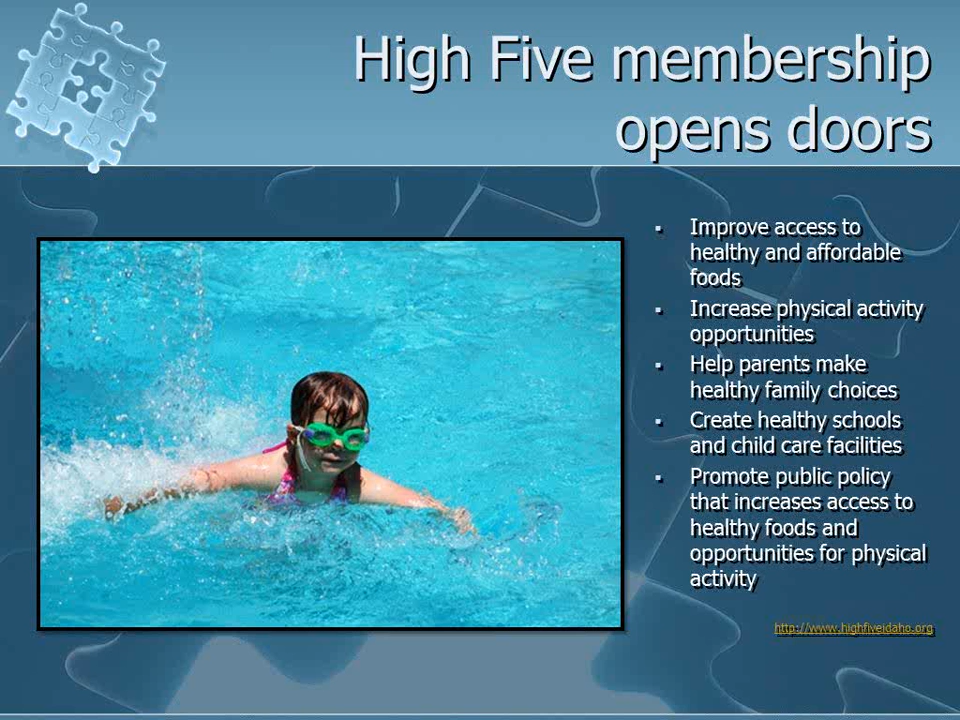 High Five membership
opens doors
▪ Improve access to
healthy and affordable
foods
▪ Increase physical activity
opportunities
▪ Help parents make
healthy family choices
▪ Create healthy schools
and child care facilities
▪ Promote public policy
that increases access to
healthy foods and
opportunities for physical
activity
http://www.highfiveidaho.org